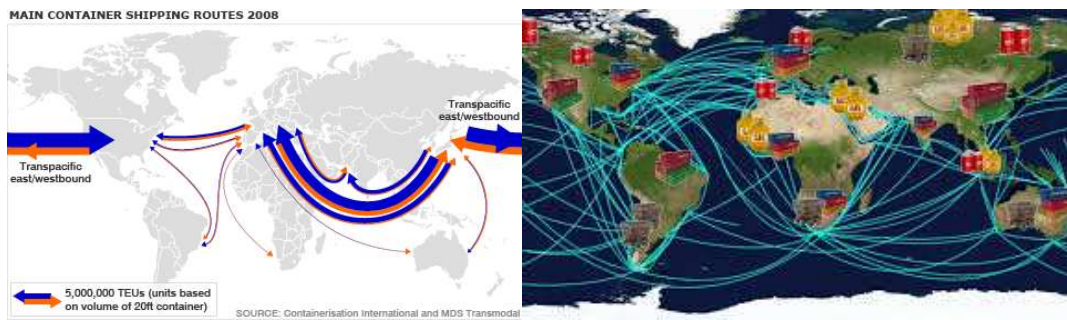 MAIN CONTAINER SHIPPING ROUTES 2008
Transpacific
east/westbound
Transpacific
east/westbound
5,000,000 TEUs (units based
on volume of 20ft container)
SOURCE: Containerisation International and MDS Transmodal